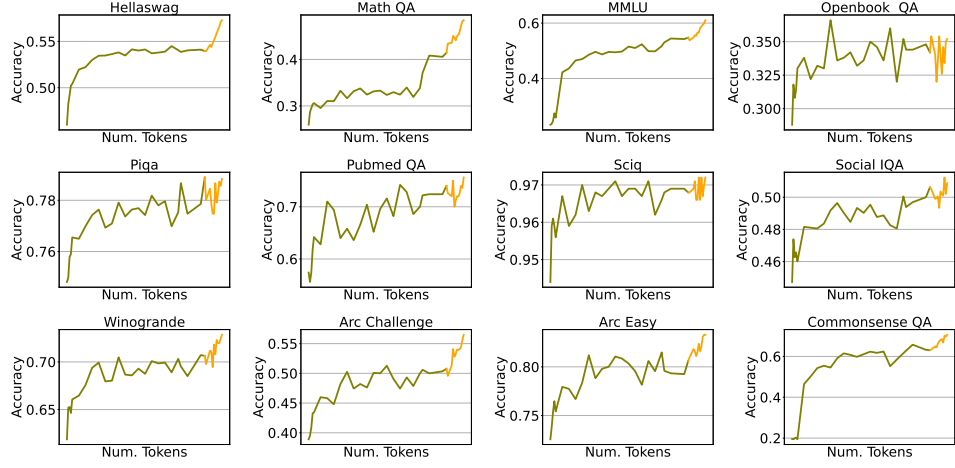 Hellaswag
Math QA
MMLU
Openbook  QA
Accuracy
0.55
0.50
Num. Tokens
Accuracy
0.4
0.3
Num. Tokens
Accuracy
0.6
0.4
Num. Tokens
Accuracy
0.350
0.325
0.300
Num. Tokens
Piqa
Pubmed QA
Sciq
Social IQA
Accuracy
0.78
0.76
Num. Tokens
Accuracy
0.7
0.6
Num. Tokens
Accuracy
0.97
0.96
0.95
Num. Tokens
Accuracy
0.50
0.48
0.46
Num. Tokens
Winogrande
Arc Challenge
Arc Easy
Commonsense QA
Accuracy
0.70
0.65
Num. Tokens
Accuracy
0.55
0.50
0.45
0.40
Num. Tokens
Accuracy
0.80
0.75
Num. Tokens
Accuracy
0.6
0.4
0.2
Num. Tokens